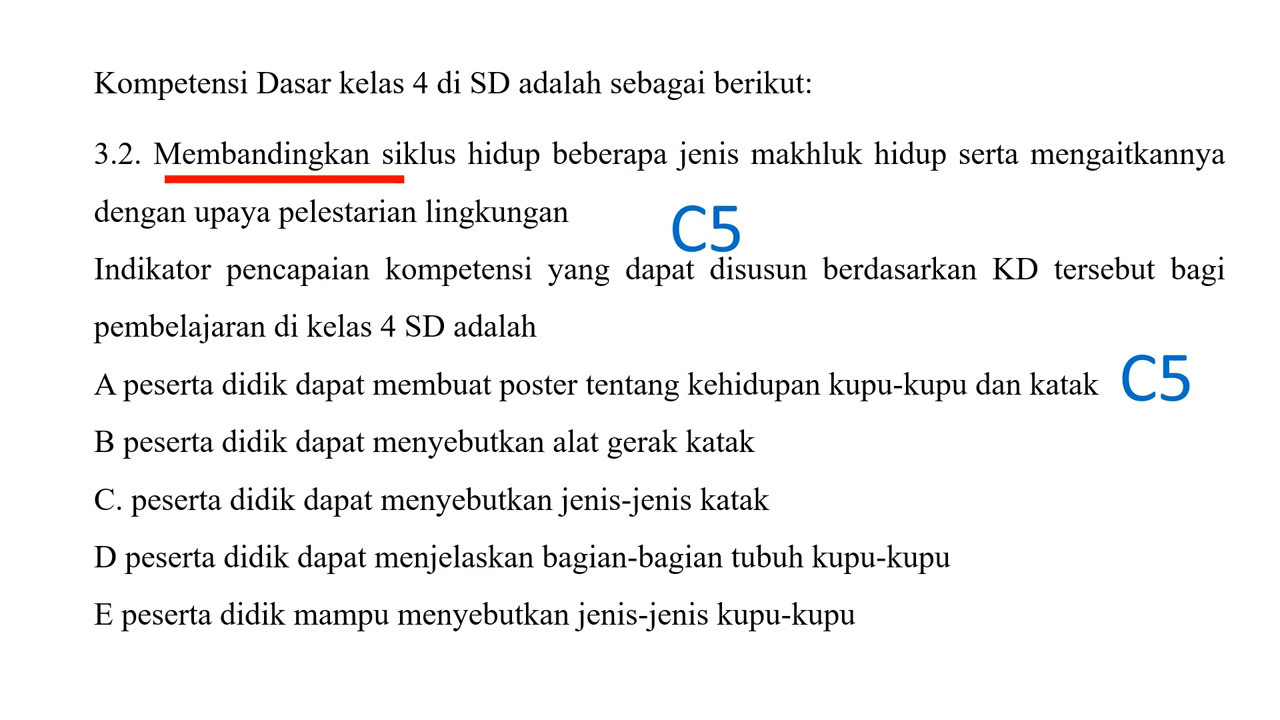 Kompetensi Dasar kelas 4 di SD adalah sebagai berikut:
3.2. Membandingkan siklus hidup beberapa jenis makhluk hidup serta mengaitkannya
dengan upaya pelestarian lingkungan
C5
Indikator pencapaian kompetensi yang dapat disusun berdasarkan KD tersebut bagi
pembelajaran di kelas 4 SD adalah
A peserta didik dapat membuat poster tentang kehidupan kupu-kupu dan katak C5
B peserta didik dapat menyebutkan alat gerak katak
C. peserta didik dapat menyebutkan jenis-jenis katak
D peserta didik dapat menjelaskan bagian-bagian tubuh kupu-kupu
E peserta didik mampu menyebutkan jenis-jenis kupu-kupu